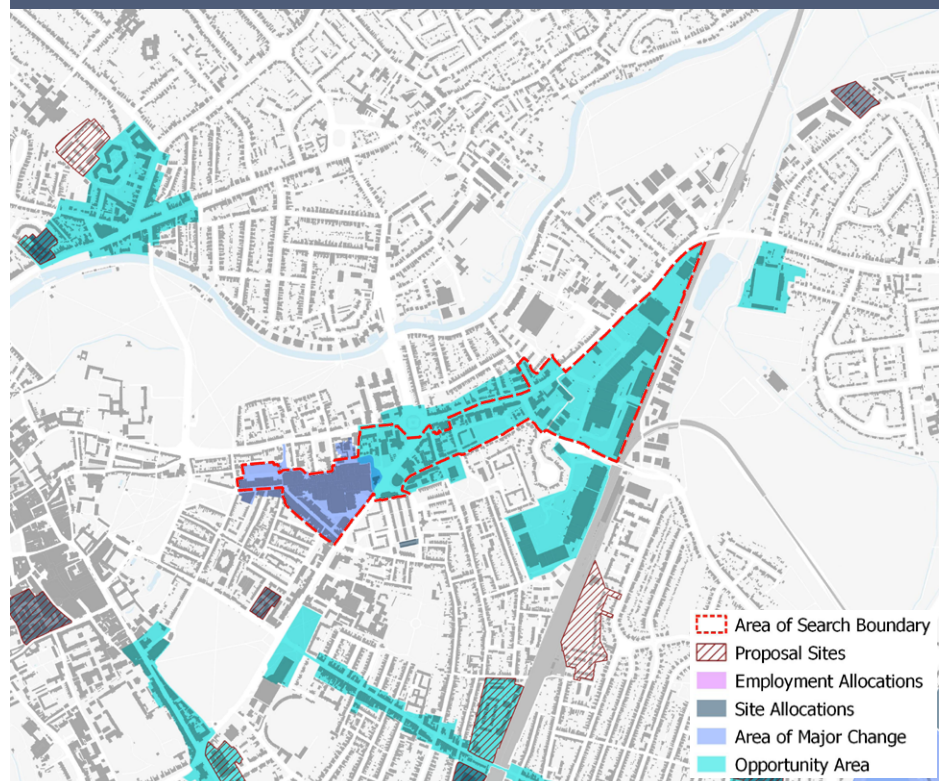 Area of Search Boundary
Proposal Sites
Employment Allocations
Site Allocations
Area of Major Change
Opportunity Area